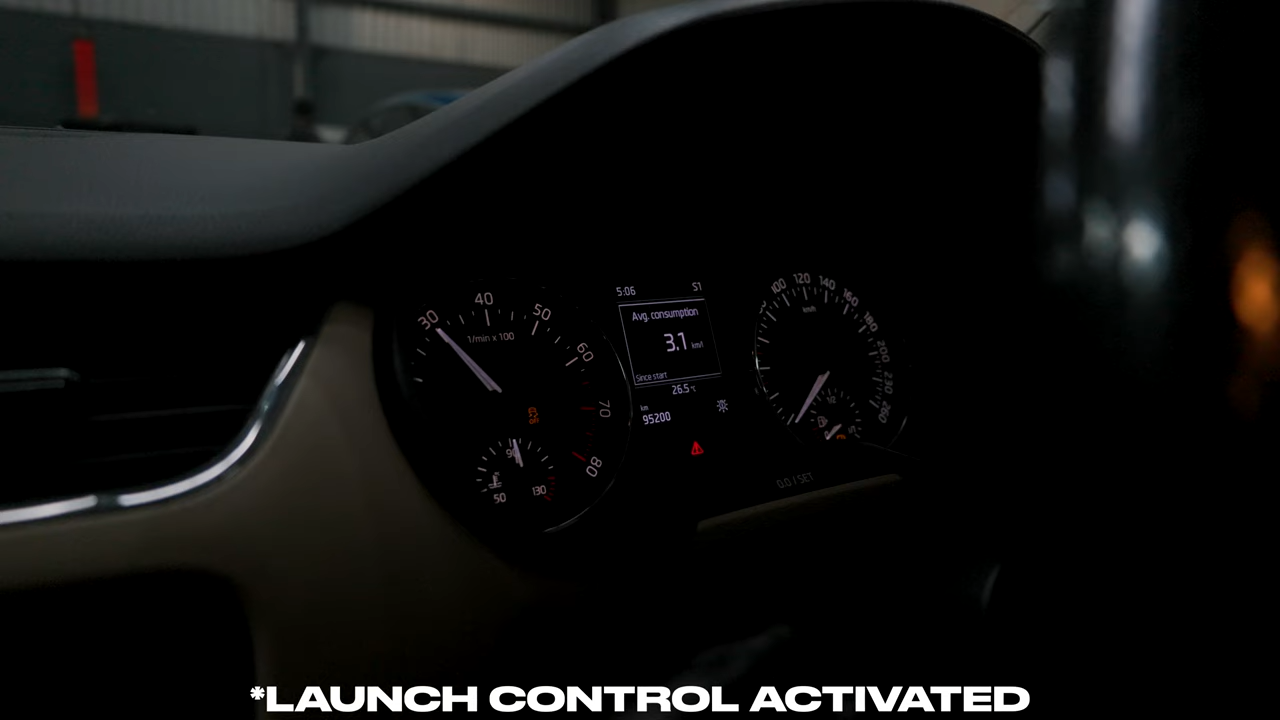 5:06 S1
Avg. consumption
3.1 km/l
Since start
26.5 °C
km
95200
30 40 50 60 70 80
1/min x 100
50 90 130
100 120 140 160 180 200 230 260
km/h
0.0 / SET
*LAUNCH CONTROL ACTIVATED